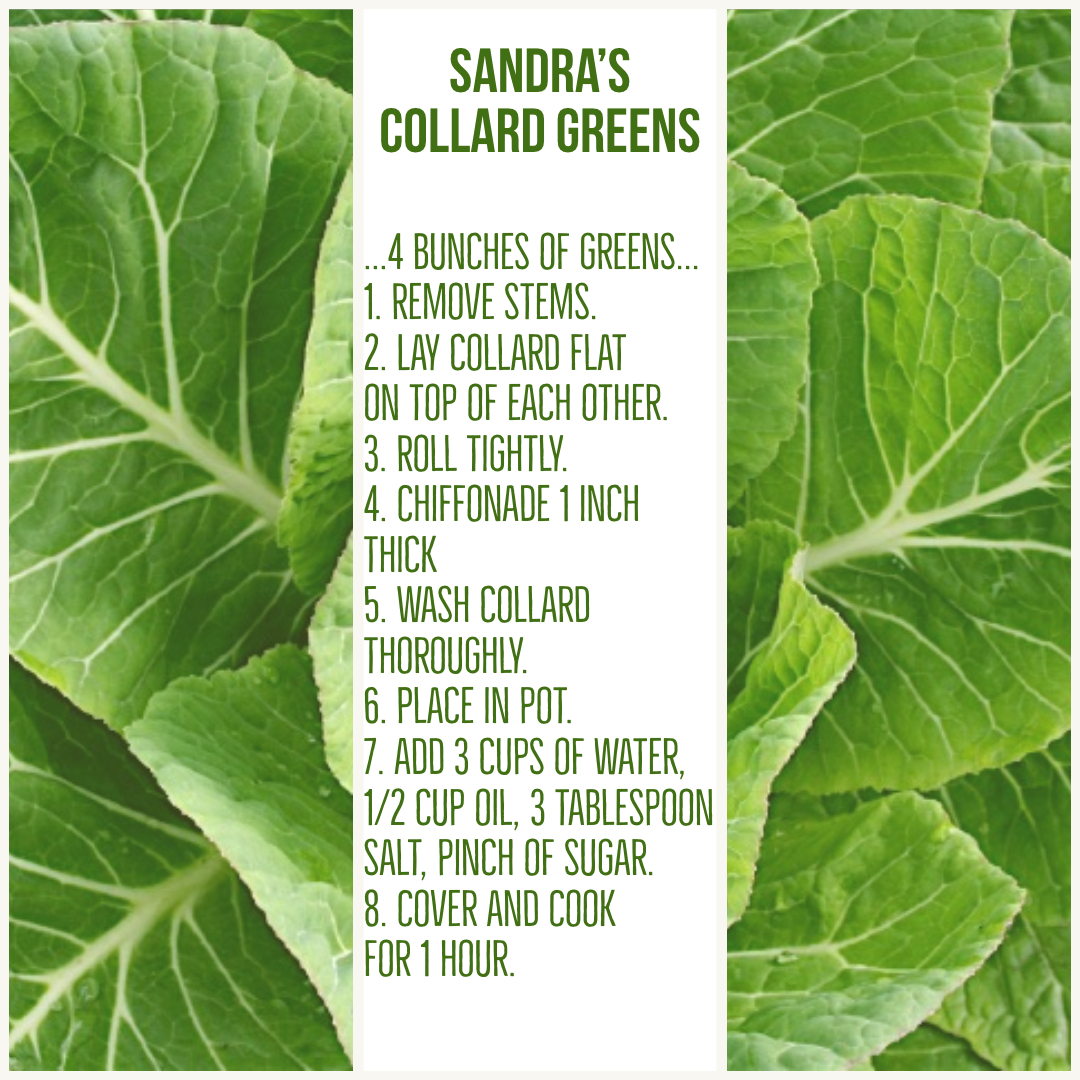 SANDRA'S
COLLARD GREENS
...4 BUNCHES OF GREENS...
1. REMOVE STEMS.
2. LAY COLLARD FLAT
ON TOP OF EACH OTHER.
3. ROLL TIGHTLY.
4. CHIFFONADE 1 INCH
THICK
5. WASH COLLARD
THOROUGHLY.
6. PLACE IN POT.
7. ADD 3 CUPS OF WATER,
1/2 CUP OIL, 3 TABLESPOON
SALT, PINCH OF SUGAR.
8. COVER AND COOK
FOR 1 HOUR.